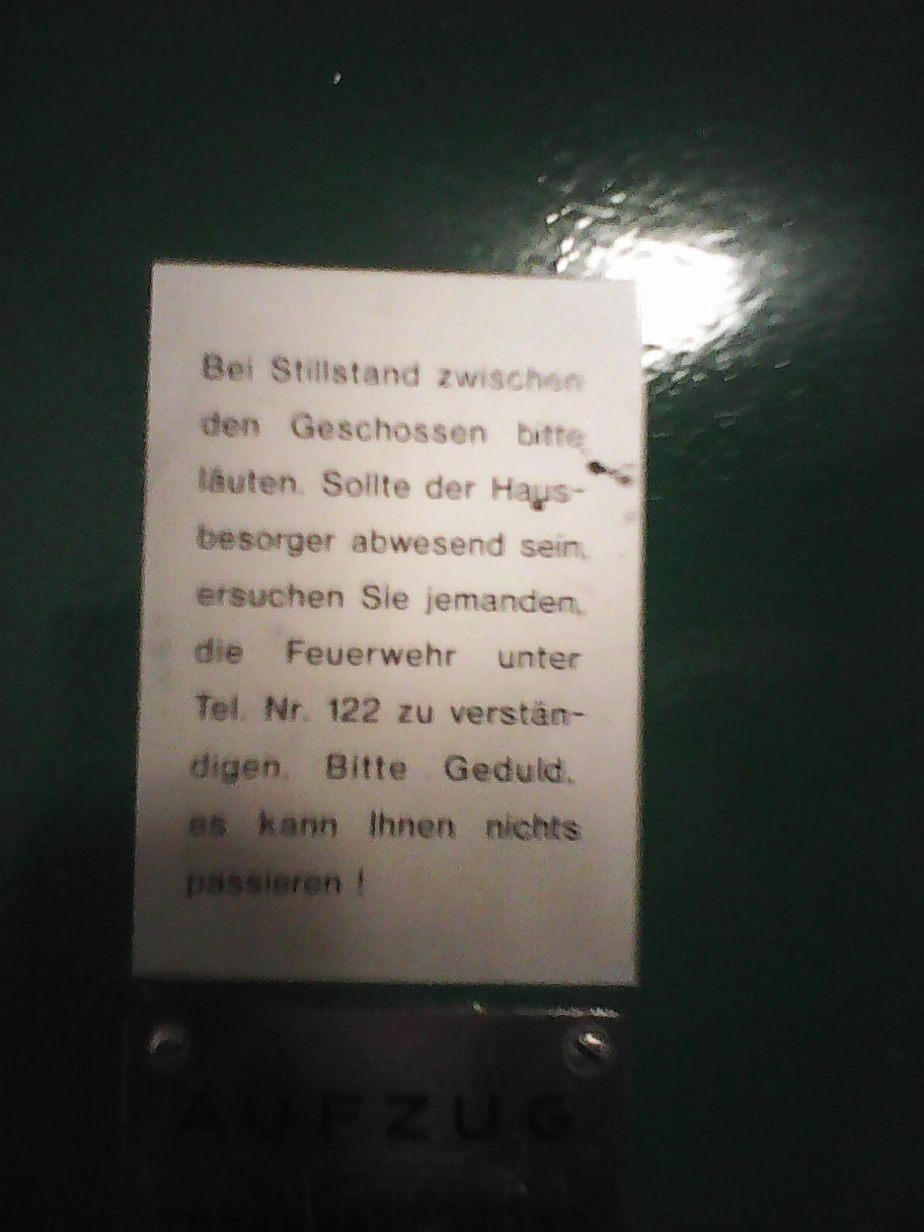 Bei Stillstand zwischen
den Geschossen bitte
läuten. Sollte der Haus-
besorger abwesend sein,
ersuchen Sie jemanden,
die Feuerwehr unter
Tel. Nr. 122 zu verstän-
digen. Bitte Geduld,
es kann Ihnen nichts
passieren !
AUFZUG